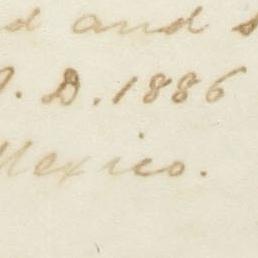 d and s
. D. 1886
Mexico.